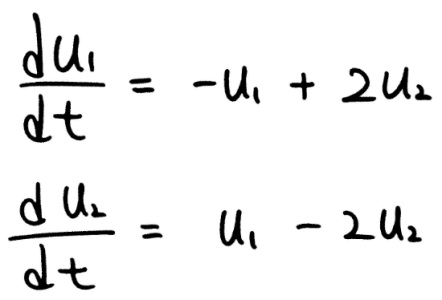 du₁/dt = -u₁ + 2u₂
du₂/dt = u₁ - 2u₂